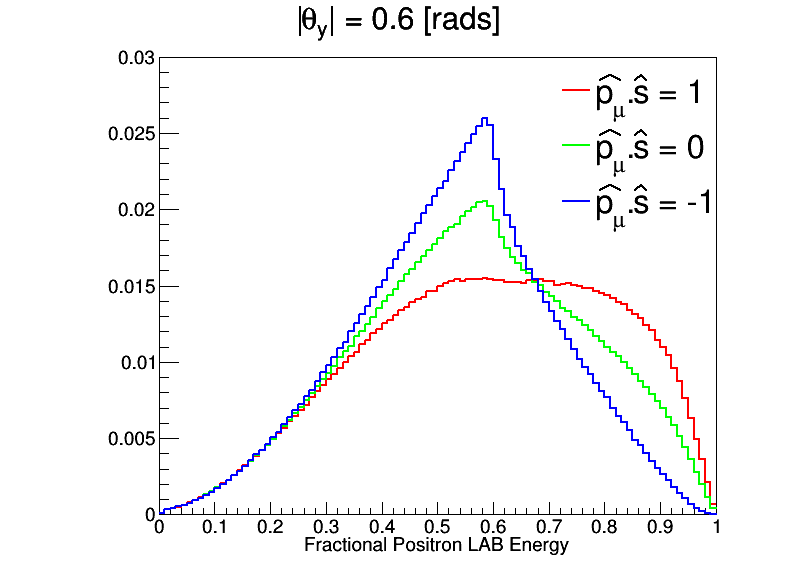 |θy| = 0.6 [rads]
0.03
0.025
0.02
0.015
0.01
0.005
0
p̂μ.ŝ = 1
p̂μ.ŝ = 0
p̂μ.ŝ = -1
0 0.1 0.2 0.3 0.4 0.5 0.6 0.7 0.8 0.9 1
Fractional Positron LAB Energy